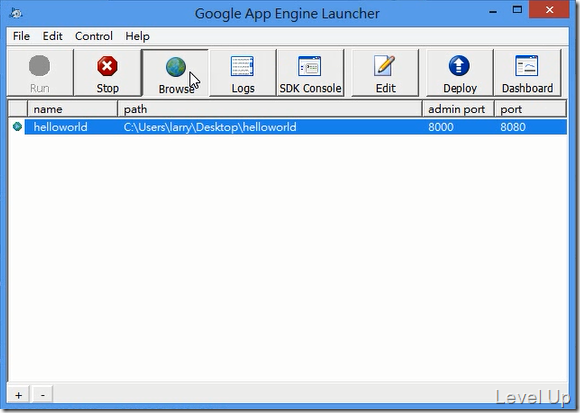 Google App Engine Launcher
File Edit Control Help
Run Stop Browse Logs SDK Console Edit Deploy Dashboard
name path admin port port
helloworld C:\Users\larry\Desktop\helloworld 8000 8080
+ -
Level Up